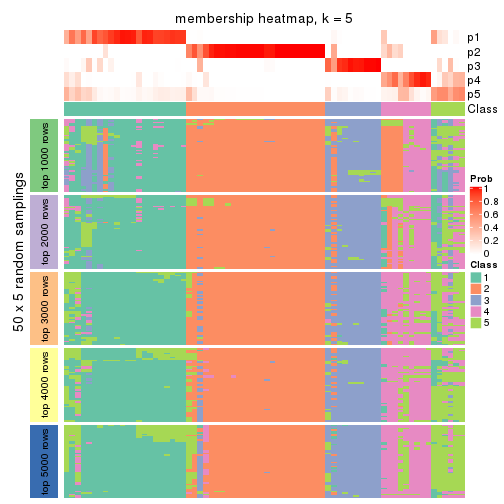 membership heatmap, k = 5
p1
p2
p3
p4
p5
Class
50 x 5 random samplings
top 1000 rows
top 2000 rows
top 3000 rows
top 4000 rows
top 5000 rows
Prob
1
0.8
0.6
0.4
0.2
0
Class
1
2
3
4
5